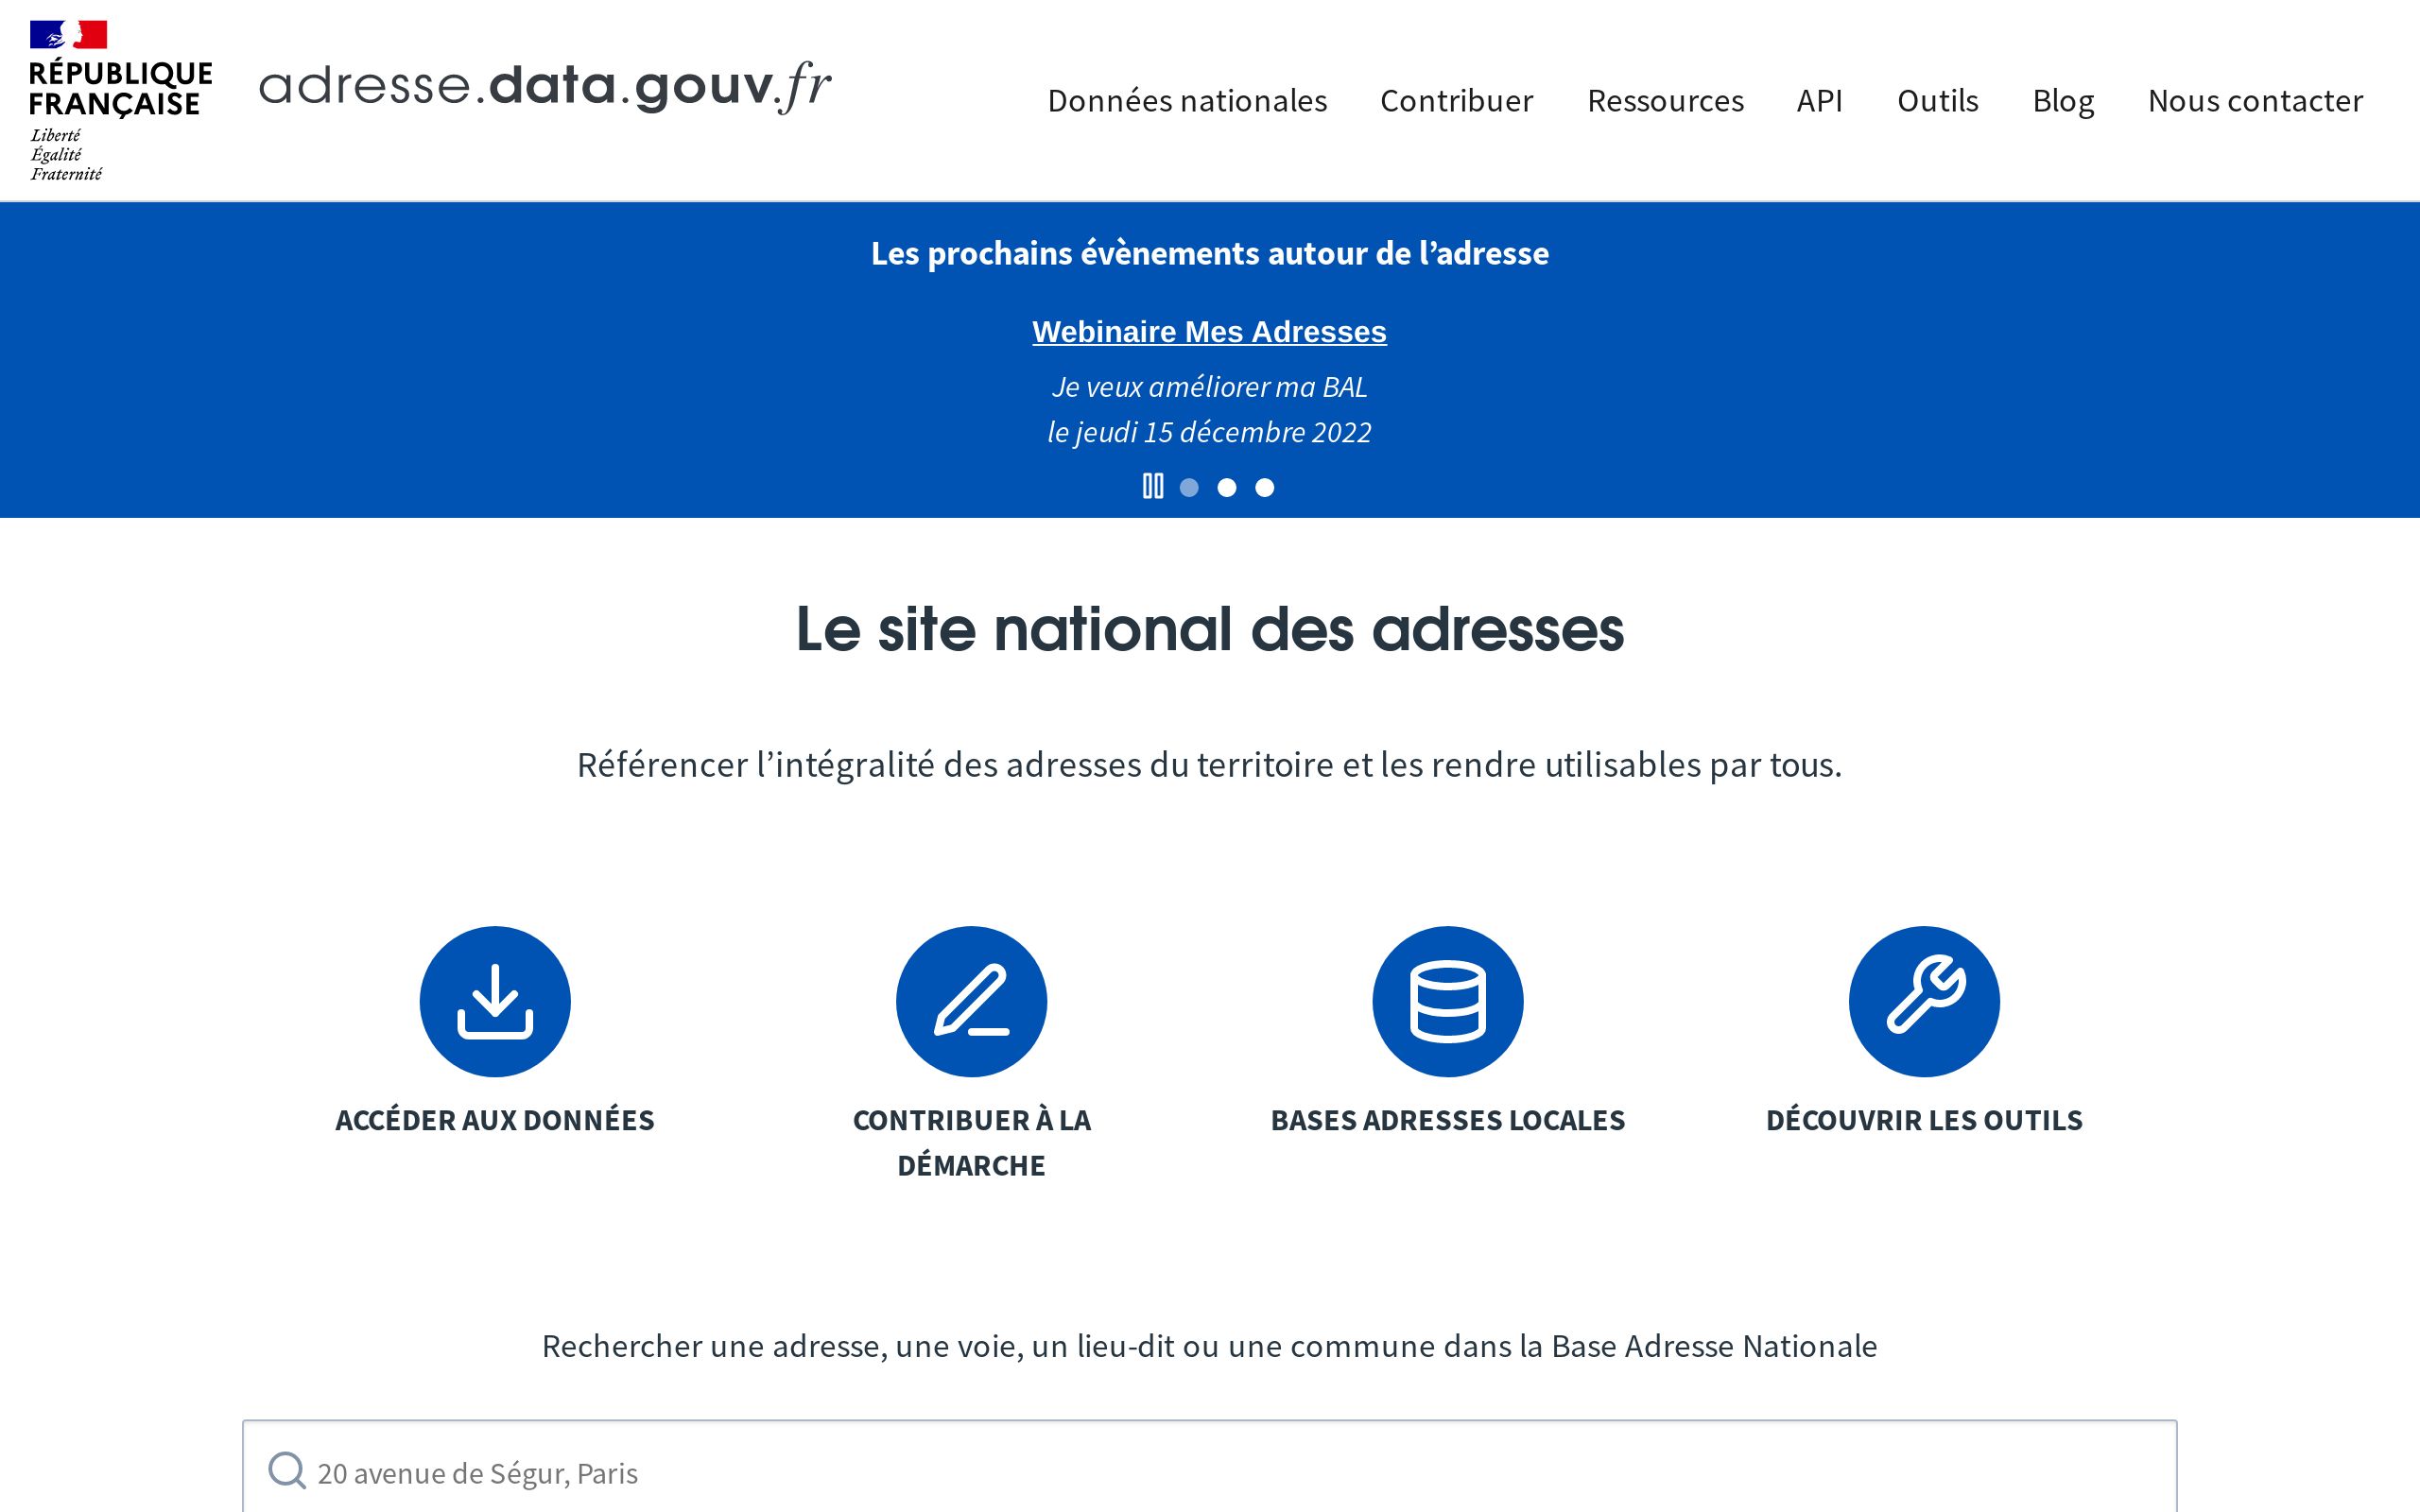 RÉPUBLIQUE
FRANÇAISE
Liberté
Égalité
Fraternité
adresse.data.gouv.fr
Données nationales
Contribuer
Ressources
API
Outils
Blog
Nous contacter
Les prochains évènements autour de l’adresse
Webinaire Mes Adresses
Je veux améliorer ma BAL
le jeudi 15 décembre 2022
Le site national des adresses
Référencer l’intégralité des adresses du territoire et les rendre utilisables par tous.
ACCÉDER AUX DONNÉES
CONTRIBUER À LA
DÉMARCHE
BASES ADRESSES LOCALES
DÉCOUVRIR LES OUTILS
Rechercher une adresse, une voie, un lieu-dit ou une commune dans la Base Adresse Nationale
20 avenue de Ségur, Paris